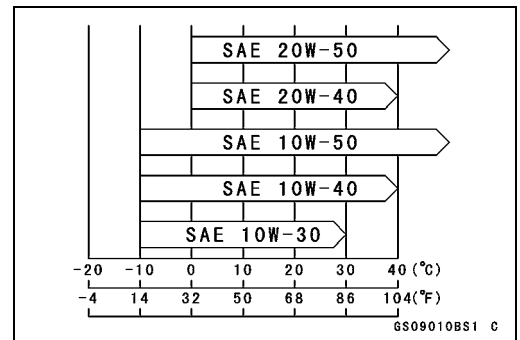 SAE 20W-50
SAE 20W-40
SAE 10W-50
SAE 10W-40
SAE 10W-30
-20 -10 0 10 20 30 40 (°C)
-4 14 32 50 68 86 104(°F)
GS09010BS1 C